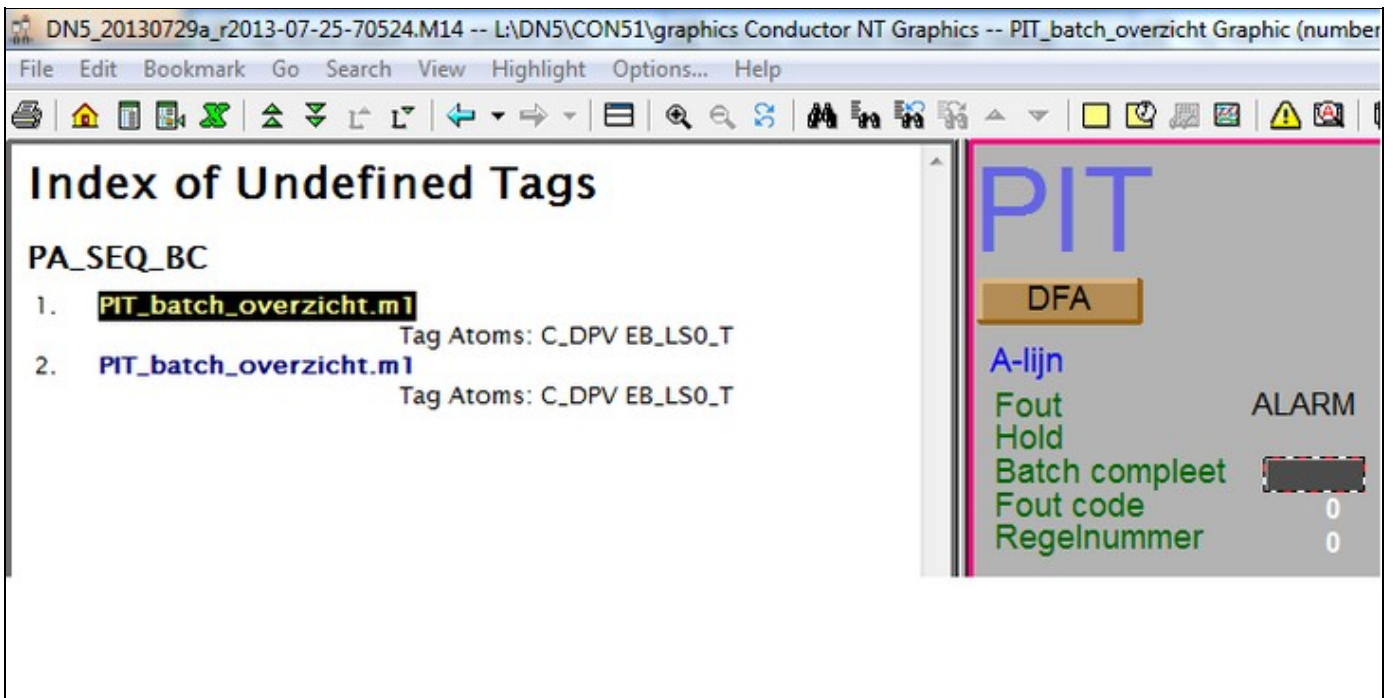 DN5_20130729a_r2013-07-25-70524.M14 -- L:\DN5\CON51\graphics Conductor NT Graphics -- PIT_batch_overzicht Graphic (number
File Edit Bookmark Go Search View Highlight Options... Help
Index of Undefined Tags
PA_SEQ_BC
1. PIT_batch_overzicht.m1
Tag Atoms: C_DPV EB_LS0_T
2. PIT_batch_overzicht.m1
Tag Atoms: C_DPV EB_LS0_T
PIT
DFA
A-lijn
Fout ALARM
Hold
Batch compleet
Fout code 0
Regelnummer 0